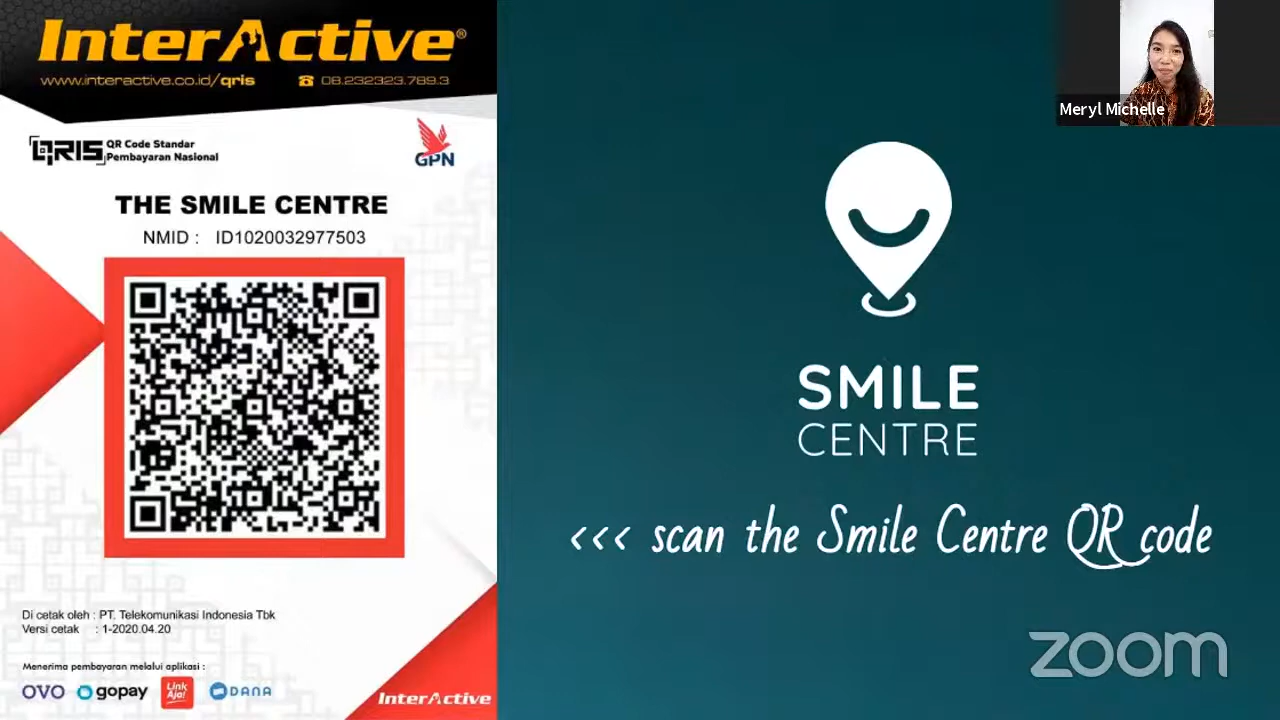 InterActive®
www.interactive.co.id/qris ☎ 08.232323.789.3
QRIS QR Code Standar
Pembayaran Nasional
GPN
THE SMILE CENTRE
NMID : ID1020032977503
Di cetak oleh : PT. Telekomunikasi Indonesia Tbk
Versi cetak : 1-2020.04.20
Menerima pembayaran melalui aplikasi :
OVO gopay Link Aja! DANA
InterActive
Meryl Michelle
SMILE
CENTRE
<<< scan the Smile Centre QR code
zoom